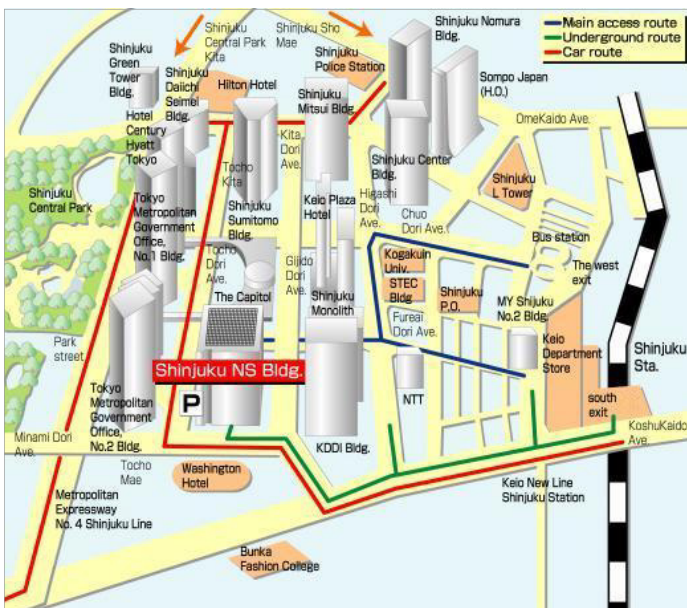 Main access route
Underground route
Car route
Shinjuku Nomura
Bldg.
Shinjuku Sho
Mae
Shinjuku
Central Park
Kita
Shinjuku
Police Station
Shinjuku
Green
Tower
Bldg.
Shinjuku
Daiichi
Seimei
Bldg.
Hilton Hotel
Shinjuku
Mitsui Bldg.
Sompo Japan
(H.O.)
Hotel
Century
Hyatt
Tokyo
OmeKaido Ave.
Kita
Dori
Ave.
Shinjuku Center
Bldg.
Tocho
Kita
Shinjuku
L Tower
Shinjuku
Central Park
Tokyo
Metropolitan
Government
Office,
No.1 Bldg.
Shinjuku
Sumitomo Bldg.
Keio Plaza
Hotel
Higashi
Dori Ave.
Chuo
Dori Ave.
Bus station
Tocho
Dori
Ave.
Gijido Dori
Ave.
Kogakuin
Univ.
STEC
Bldg
The west
exit
The Capitol
Shinjuku
Monolith
Shinjuku
P.O.
MY Shijuku
No.2 Bldg.
Fureai
Dori Ave.
Park
street
Keio
Department
Store
Shinjuku
Sta.
Shinjuku NS Bldg.
P
NTT
south
exit
Tokyo
Metropolitan
Government
Office,
No.2 Bldg.
Minami Dori
Ave.
KDDI Bldg.
KoshuKaido
Ave.
Tocho
Mae
Washington
Hotel
Keio New Line
Shinjuku Station
Metropolitan
Expressway
No. 4 Shinjuku Line
Bunka
Fashion College